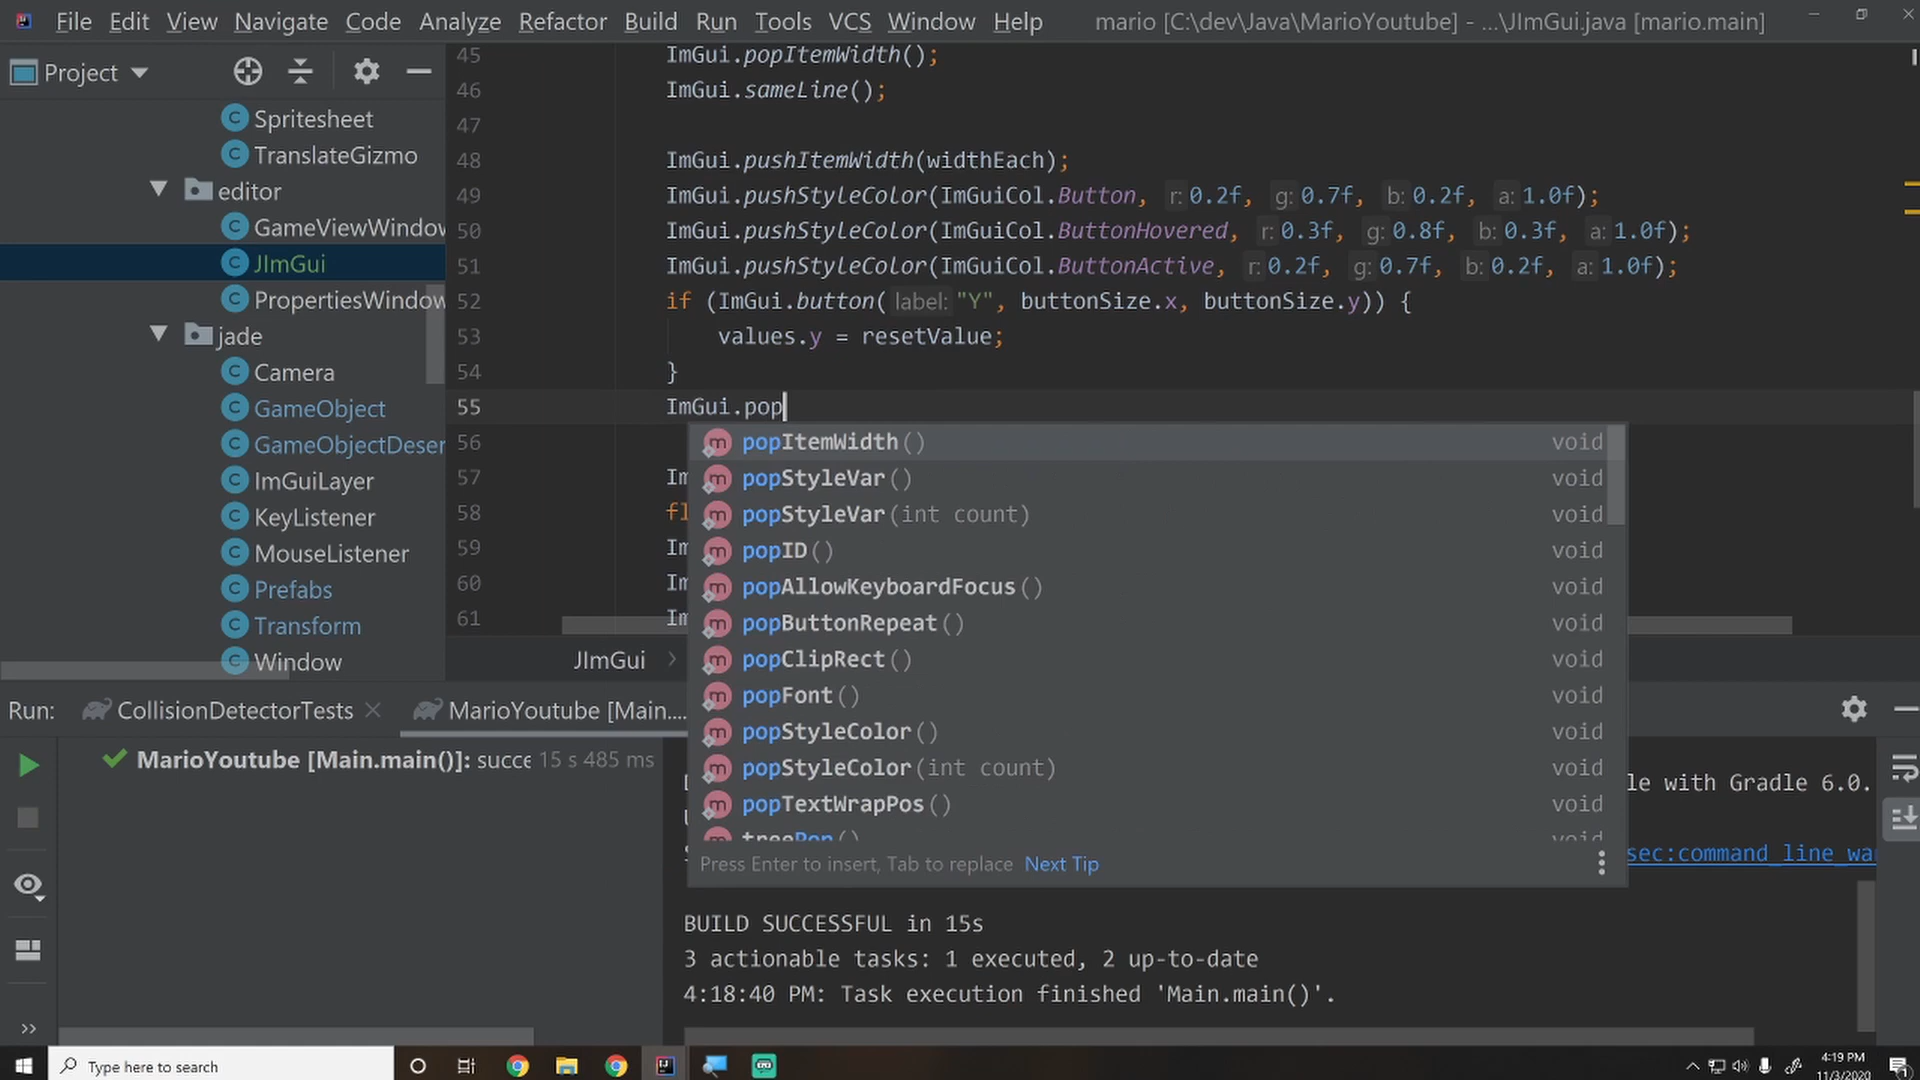 File Edit View Navigate Code Analyze Refactor Build Run Tools VCS Window Help mario [C:\dev\Java\MarioYoutube] - ...\JImGui.java [mario.main]
Project
Spritesheet
TranslateGizmo
editor
GameViewWindow
JImGui
PropertiesWindow
jade
Camera
GameObject
GameObjectDeser
ImGuiLayer
KeyListener
MouseListener
Prefabs
Transform
Window
45 ImGui.popItemWidth();
46 ImGui.sameLine();
47
48 ImGui.pushItemWidth(widthEach);
49 ImGui.pushStyleColor(ImGuiCol.Button, r: 0.2f, g: 0.7f, b: 0.2f, a: 1.0f);
50 ImGui.pushStyleColor(ImGuiCol.ButtonHovered, r: 0.3f, g: 0.8f, b: 0.3f, a: 1.0f);
51 ImGui.pushStyleColor(ImGuiCol.ButtonActive, r: 0.2f, g: 0.7f, b: 0.2f, a: 1.0f);
52 if (ImGui.button( label: "Y", buttonSize.x, buttonSize.y)) {
53 values.y = resetValue;
54 }
55 ImGui.pop
56
57 Im
58 fl
59 Im
60 Im
61 Im
popItemWidth() void
popStyleVar() void
popStyleVar(int count) void
popID() void
popAllowKeyboardFocus() void
popButtonRepeat() void
popClipRect() void
popFont() void
popStyleColor() void
popStyleColor(int count) void
popTextWrapPos() void
treePop() void
Press Enter to insert, Tab to replace Next Tip
JImGui
Run: CollisionDetectorTests MarioYoutube [Main....
MarioYoutube [Main.main()]: succe 15 s 485 ms
le with Gradle 6.0.
sec:command_line_wa
BUILD SUCCESSFUL in 15s
3 actionable tasks: 1 executed, 2 up-to-date
4:18:40 PM: Task execution finished 'Main.main()'.
Type here to search
4:19 PM
11/3/2020